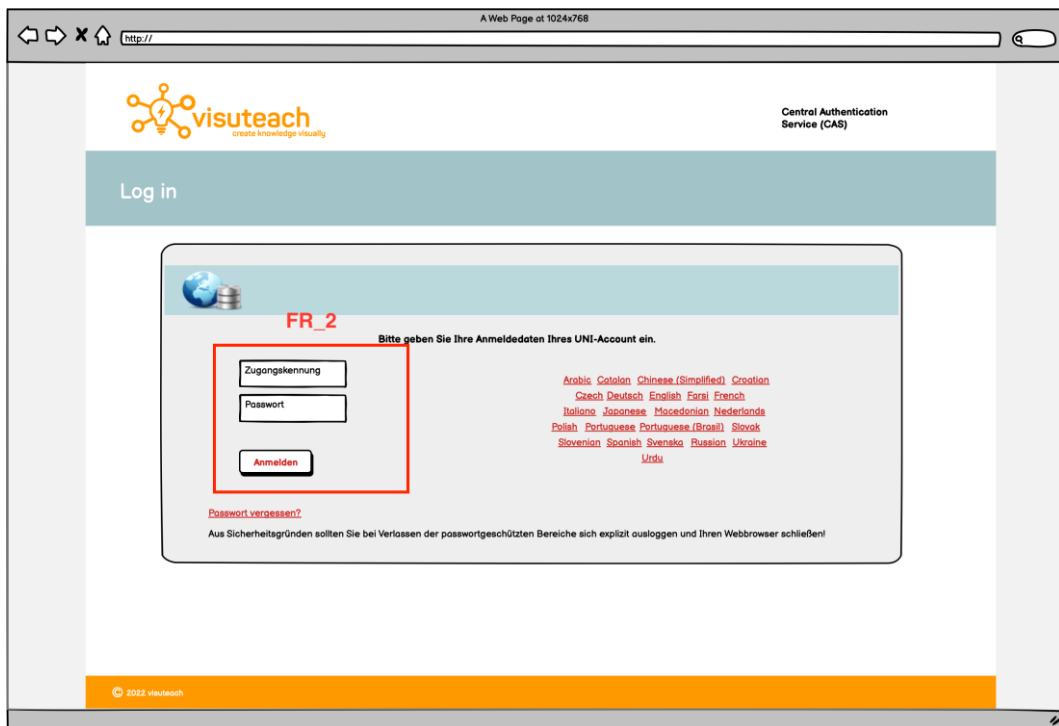 A Web Page at 1024x768
http://
visuteach
create knowledge visually
Central Authentication
Service (CAS)
Log in
FR_2
Bitte geben Sie Ihre Anmeldedaten Ihres UNI-Account ein.
Zugangskennung
Passwort
Anmelden
Arabic Catalan Chinese (Simplified) Croatian
Czech Deutsch English Farsi French
Italiano Japanese Macedonian Nederlands
Polish Portuguese Portuguese (Brasil) Slovak
Slovenian Spanish Svenska Russian Ukraine
Urdu
Passwort vergessen?
Aus Sicherheitsgründen sollten Sie bei Verlassen der passwortgeschützten Bereiche sich explizit ausloggen und Ihren Webbrowser schließen!
© 2022 visuteach